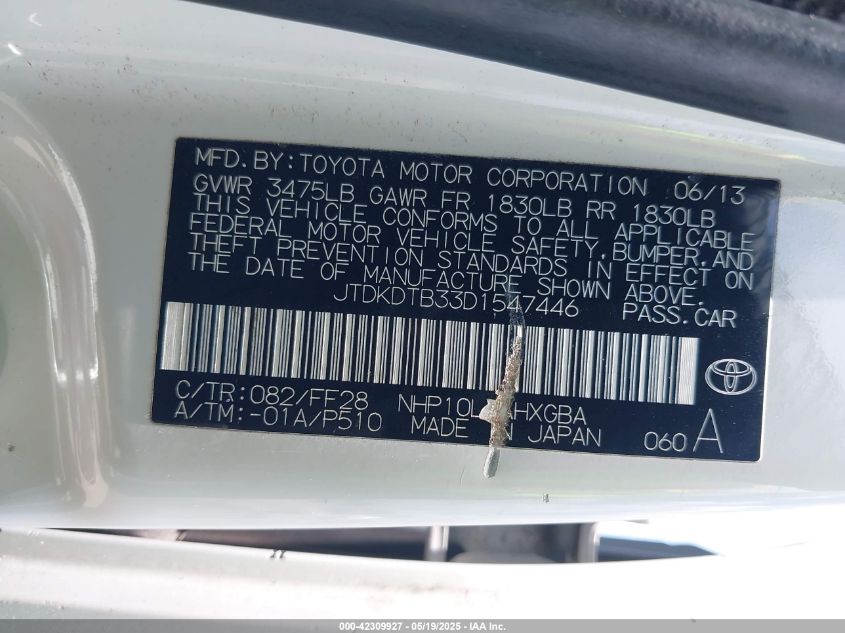 MFD. BY: TOYOTA MOTOR CORPORATION 06/13
GVWR 3475LB GAWR FR 1830LB RR 1830LB
THIS VEHICLE CONFORMS TO ALL APPLICABLE
FEDERAL MOTOR VEHICLE SAFETY, BUMPER, AND
THEFT PREVENTION STANDARDS IN EFFECT ON
THE DATE OF MANUFACTURE SHOWN ABOVE.
JTDKDTB33D1547446 PASS.CAR
C/TR: 082/FF28
A/TM: -01A/P510 MADE IN JAPAN 060 A
000-42309927 - 05/19/2025 - IAA Inc.